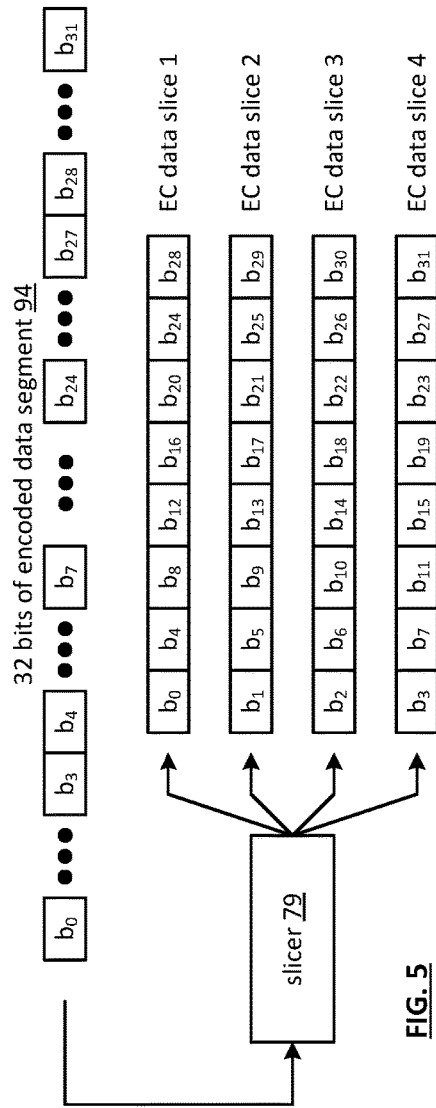 32 bits of encoded data segment 94
b0 ••• b3 b4 ••• b7 ••• b24 ••• b27 b28 ••• b31
slicer 79
b0 b4 b8 b12 b16 b20 b24 b28 EC data slice 1
b1 b5 b9 b13 b17 b21 b25 b29 EC data slice 2
b2 b6 b10 b14 b18 b22 b26 b30 EC data slice 3
b3 b7 b11 b15 b19 b23 b27 b31 EC data slice 4
FIG. 5